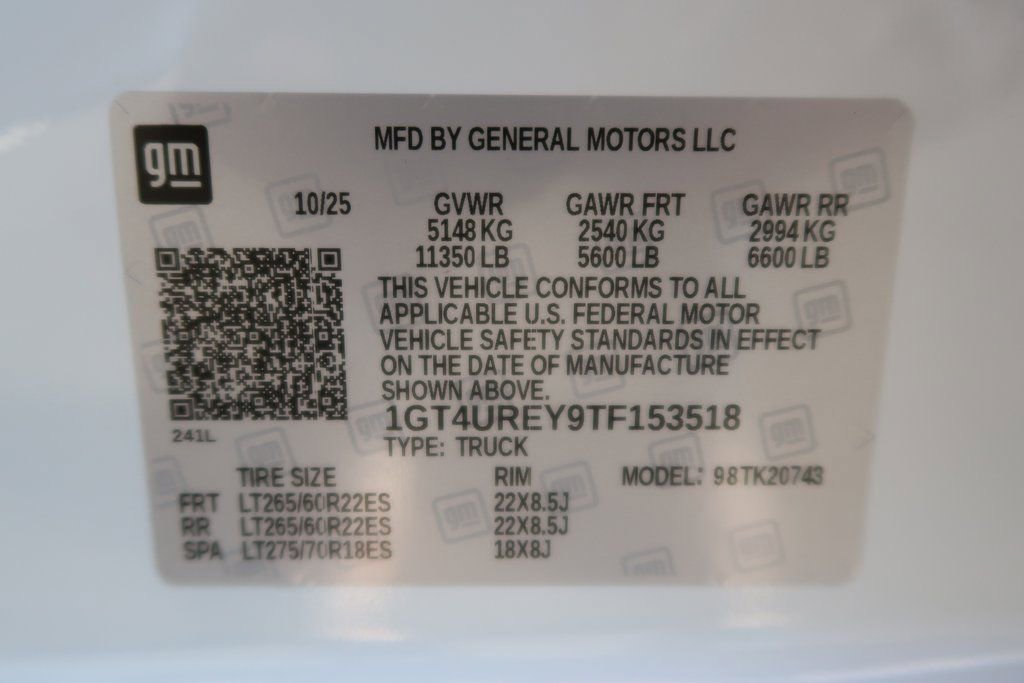 gm
MFD BY GENERAL MOTORS LLC
10/25 GVWR GAWR FRT GAWR RR
5148 KG 2540 KG 2994 KG
11350 LB 5600 LB 6600 LB
THIS VEHICLE CONFORMS TO ALL
APPLICABLE U.S. FEDERAL MOTOR
VEHICLE SAFETY STANDARDS IN EFFECT
ON THE DATE OF MANUFACTURE
SHOWN ABOVE.
1GT4UREY9TF153518
241L
TYPE: TRUCK
TIRE SIZE RIM MODEL: 98TK20743
FRT LT265/60R22ES 22X8.5J
RR LT265/60R22ES 22X8.5J
SPA LT275/70R18ES 18X8J